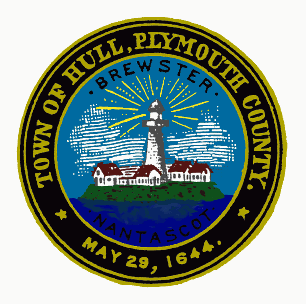 TOWN OF HULL, PLYMOUTH COUNTY.
· BREWSTER ·
NANTASCOT
MAY 29, 1644.